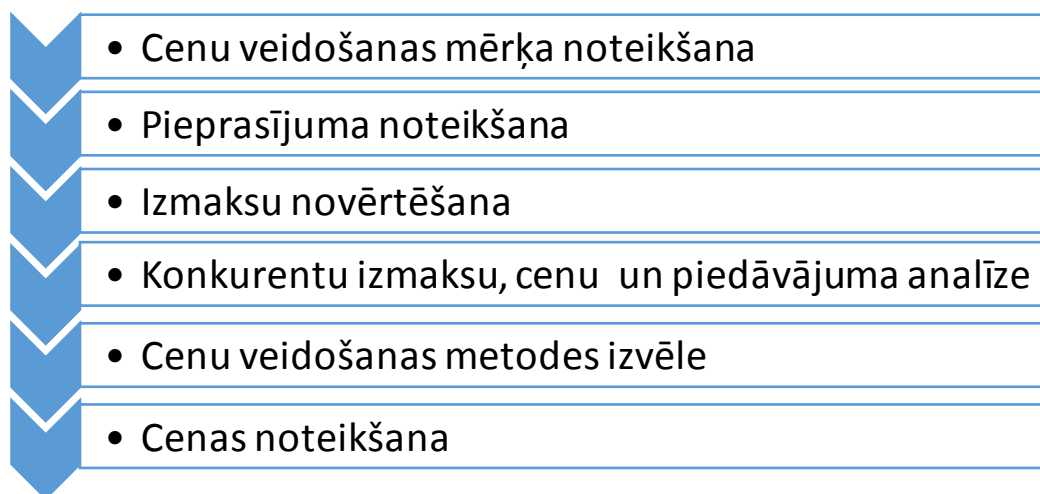 • Cenu veidošanas mērķa noteikšana
• Pieprasījuma noteikšana
• Izmaksu novērtēšana
• Konkurentu izmaksu, cenu un piedāvājuma analīze
• Cenu veidošanas metodes izvēle
• Cenas noteikšana